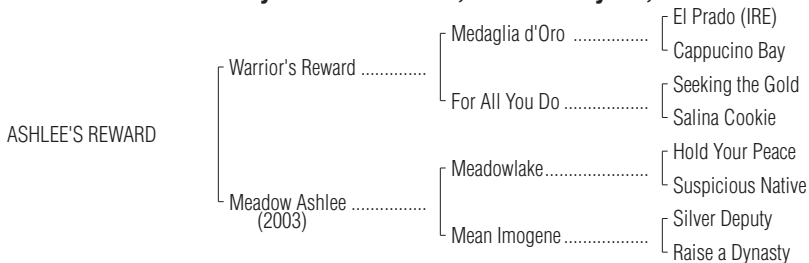 El Prado (IRE)
Medaglia d'Oro ................
Cappucino Bay
Warrior's Reward ..............
Seeking the Gold
For All You Do ..................
Salina Cookie
ASHLEE'S REWARD
Hold Your Peace
Meadowlake......................
Suspicious Native
Meadow Ashlee ................
(2003)
Silver Deputy
Mean Imogene..................
Raise a Dynasty